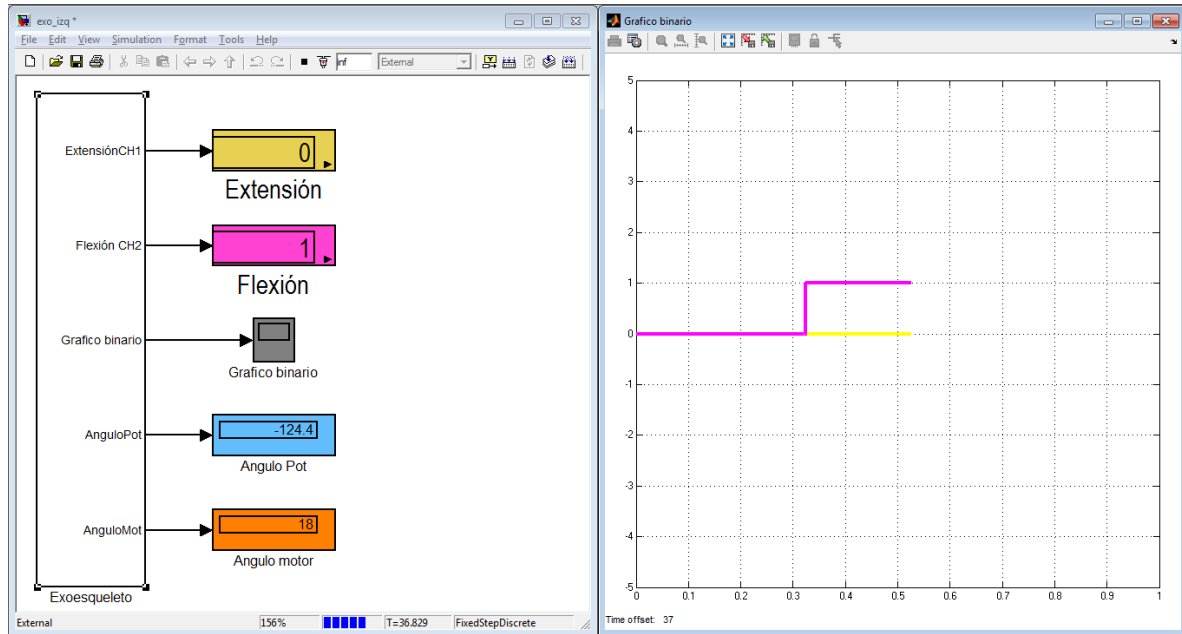 exo_izq *
File Edit View Simulation Format Tools Help
inf External
ExtensiónCH1
0
Extensión
Flexión CH2
1
Flexión
Grafico binario
Grafico binario
AnguloPot
-124.4
Angulo Pot
AnguloMot
18
Angulo motor
Exoesqueleto
External 156% T=36.829 FixedStepDiscrete
Grafico binario
5
4
3
2
1
0
-1
-2
-3
-4
-5
0 0.1 0.2 0.3 0.4 0.5 0.6 0.7 0.8 0.9 1
Time offset: 37